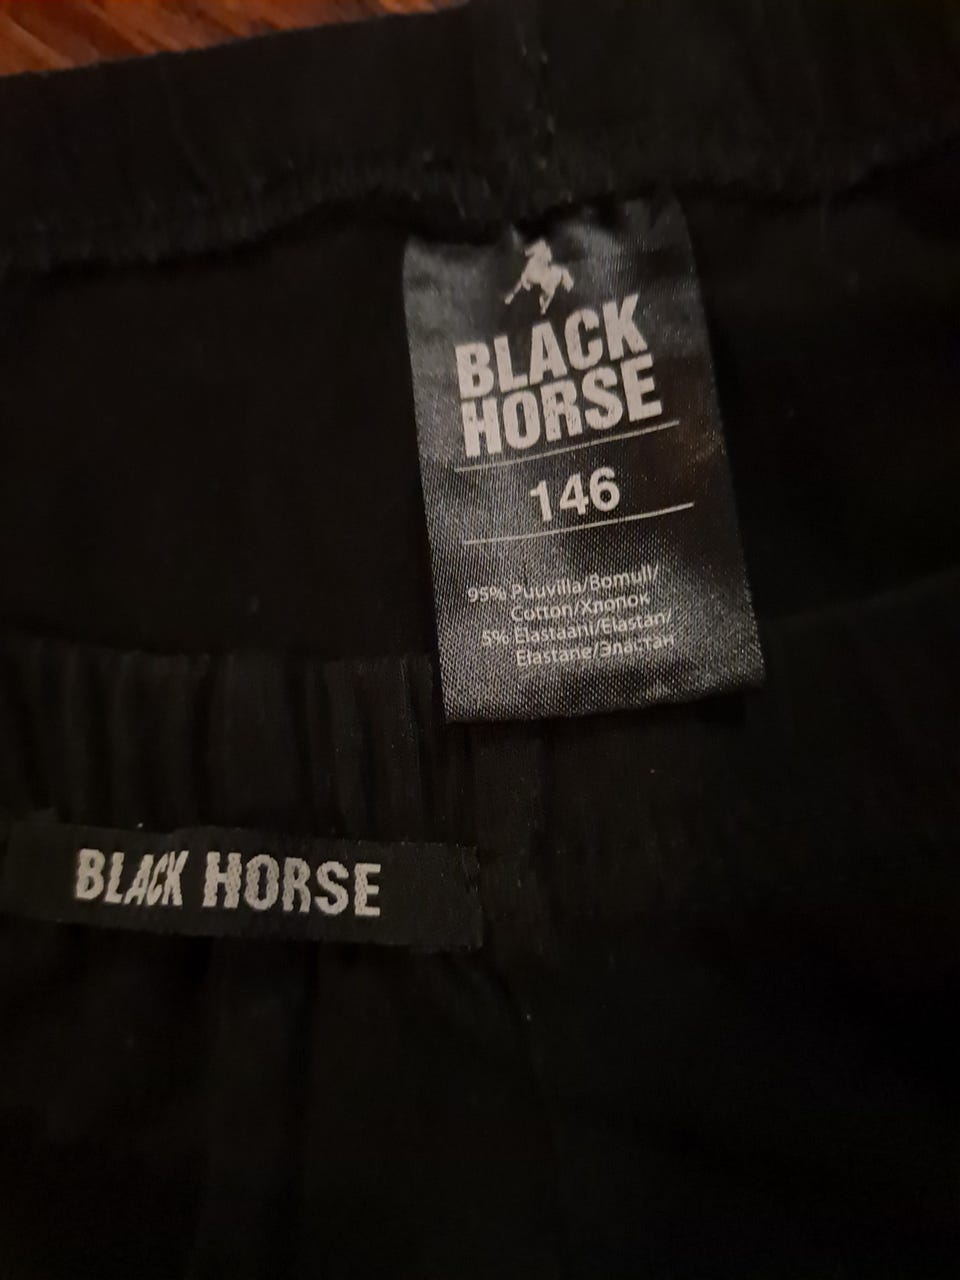 BLACK
HORSE
146
95% Puuvilla/Bomull/
Cotton/Хлопок
5% Elastaani/Elastan/
Elastane/Эластан
BLACK HORSE